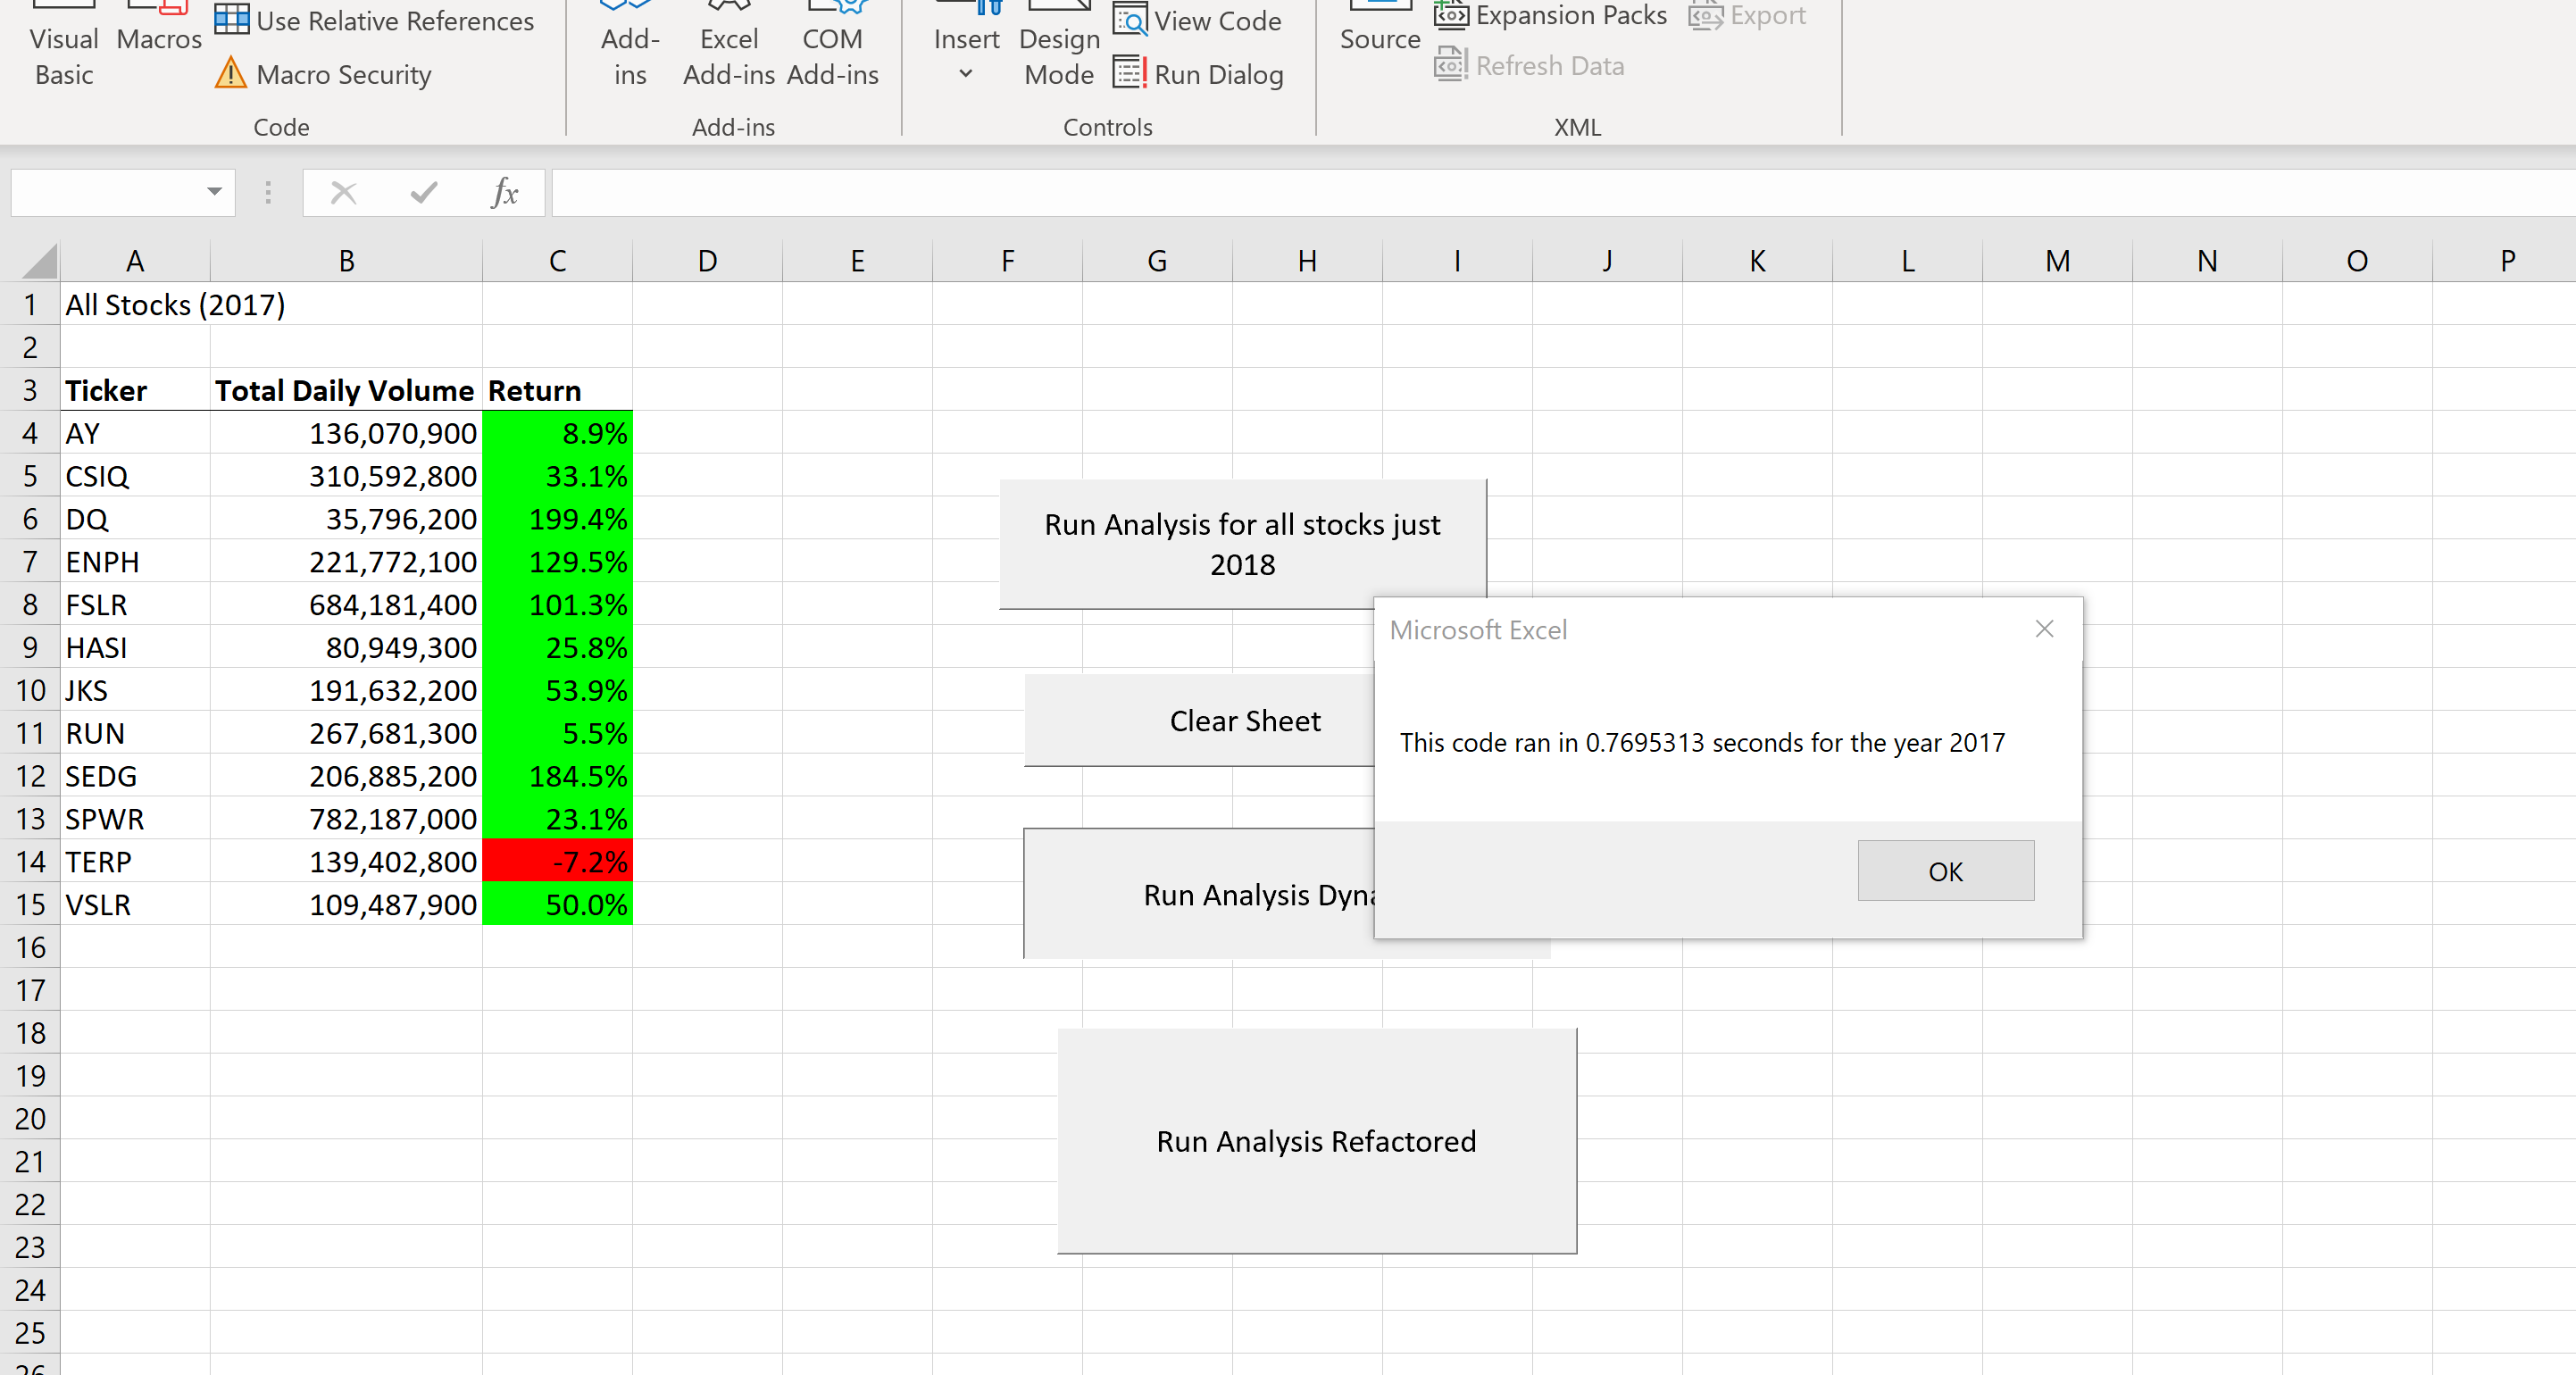 Visual Basic
Macros
Use Relative References
Macro Security
Code
Add-ins
Excel Add-ins
COM Add-ins
Add-ins
Insert
Design Mode
View Code
Run Dialog
Controls
Source
Expansion Packs
Export
Refresh Data
XML
fx
A B C D E F G H I J K L M N O P
1 All Stocks (2017)
2
3 Ticker Total Daily Volume Return
4 AY 136,070,900 8.9%
5 CSIQ 310,592,800 33.1%
6 DQ 35,796,200 199.4%
7 ENPH 221,772,100 129.5%
8 FSLR 684,181,400 101.3%
9 HASI 80,949,300 25.8%
10 JKS 191,632,200 53.9%
11 RUN 267,681,300 5.5%
12 SEDG 206,885,200 184.5%
13 SPWR 782,187,000 23.1%
14 TERP 139,402,800 -7.2%
15 VSLR 109,487,900 50.0%
16
17
18
19
20
21
22
23
24
25
26
Run Analysis for all stocks just
2018
Clear Sheet
Run Analysis Dyna
Run Analysis Refactored
Microsoft Excel
This code ran in 0.7695313 seconds for the year 2017
OK